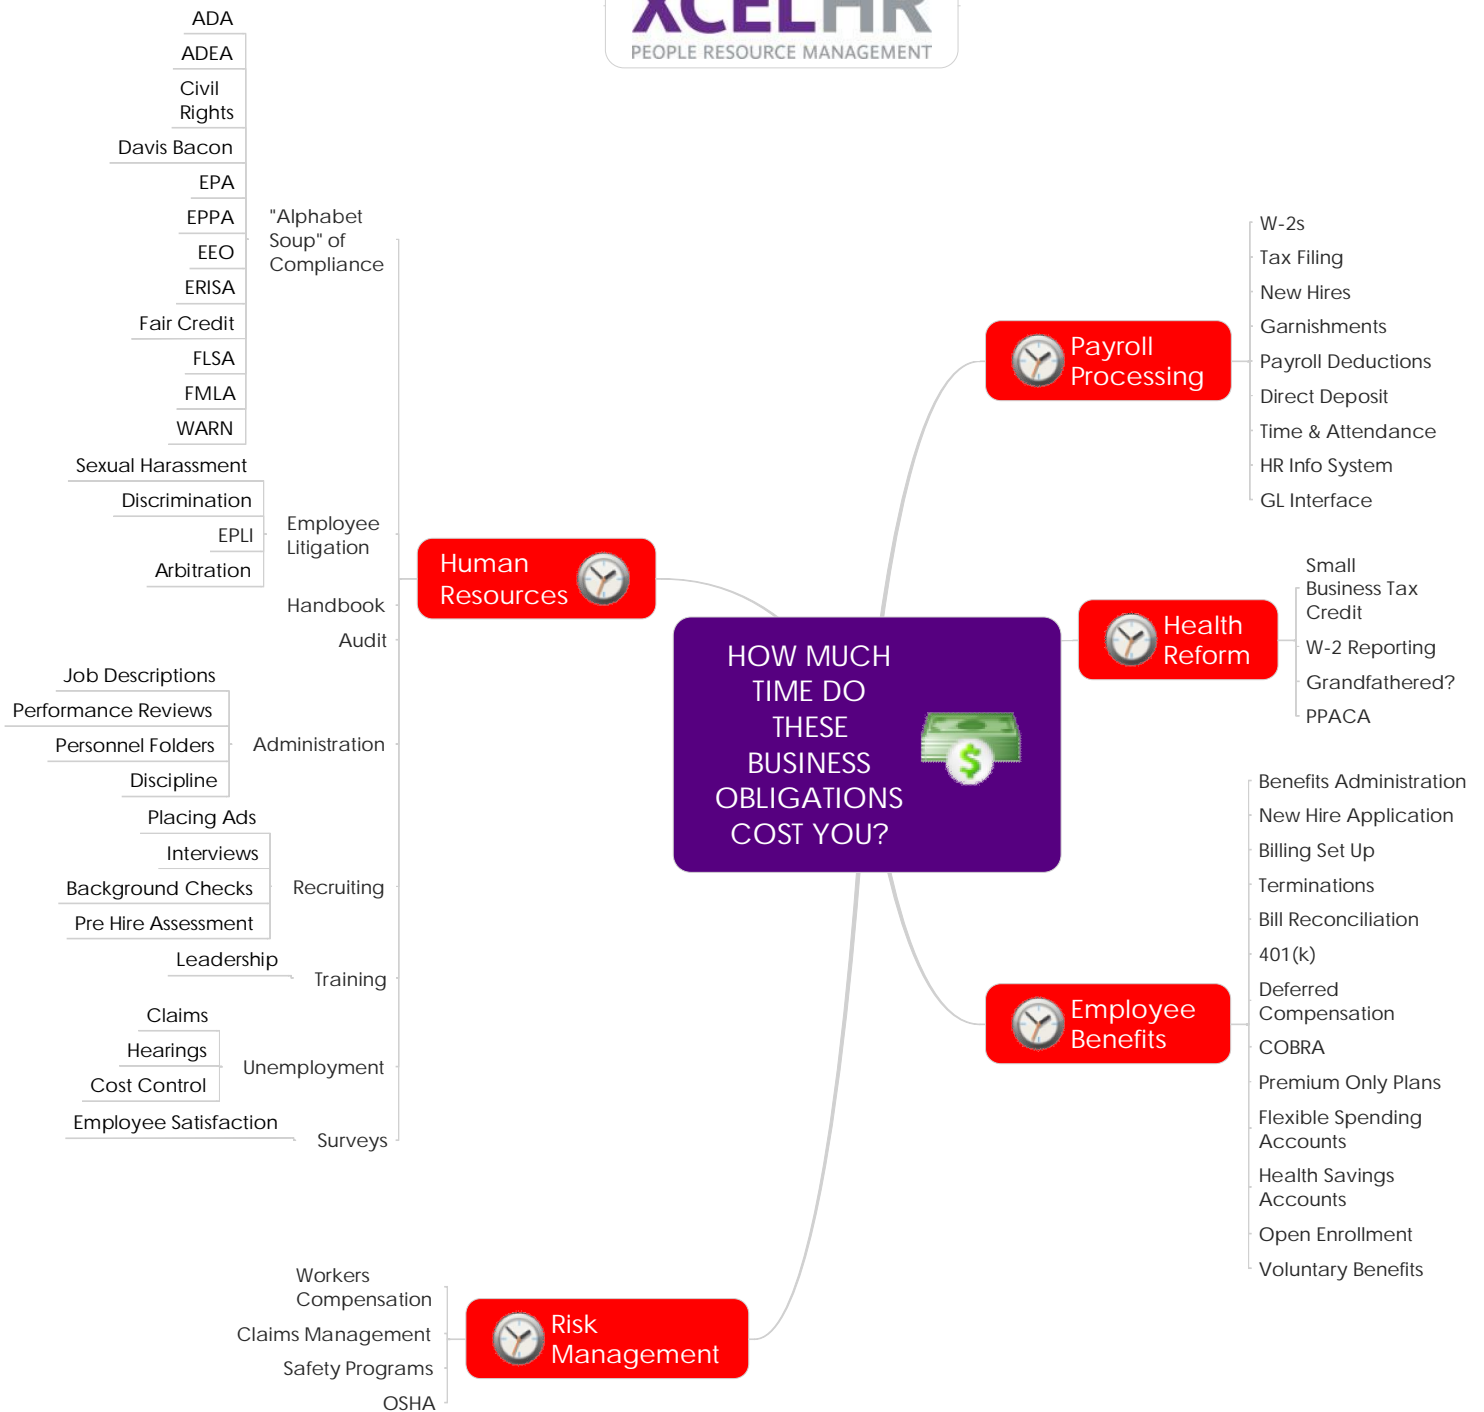 XCELHR
PEOPLE RESOURCE MANAGEMENT
HOW MUCH
TIME DO
THESE
BUSINESS
OBLIGATIONS
COST YOU?
Payroll
Processing
W-2s
Tax Filing
New Hires
Garnishments
Payroll Deductions
Direct Deposit
Time & Attendance
HR Info System
GL Interface
Health
Reform
Small
Business Tax
Credit
W-2 Reporting
Grandfathered?
PPACA
Employee
Benefits
Benefits Administration
New Hire Application
Billing Set Up
Terminations
Bill Reconciliation
401(k)
Deferred
Compensation
COBRA
Premium Only Plans
Flexible Spending
Accounts
Health Savings
Accounts
Open Enrollment
Voluntary Benefits
Risk
Management
Workers
Compensation
Claims Management
Safety Programs
OSHA
Human
Resources
"Alphabet
Soup" of
Compliance
ADA
ADEA
Civil
Rights
Davis Bacon
EPA
EPPA
EEO
ERISA
Fair Credit
FLSA
FMLA
WARN
Employee
Litigation
Sexual Harassment
Discrimination
EPLI
Arbitration
Handbook
Audit
Administration
Job Descriptions
Performance Reviews
Personnel Folders
Discipline
Recruiting
Placing Ads
Interviews
Background Checks
Pre Hire Assessment
Training
Leadership
Unemployment
Claims
Hearings
Cost Control
Surveys
Employee Satisfaction
$